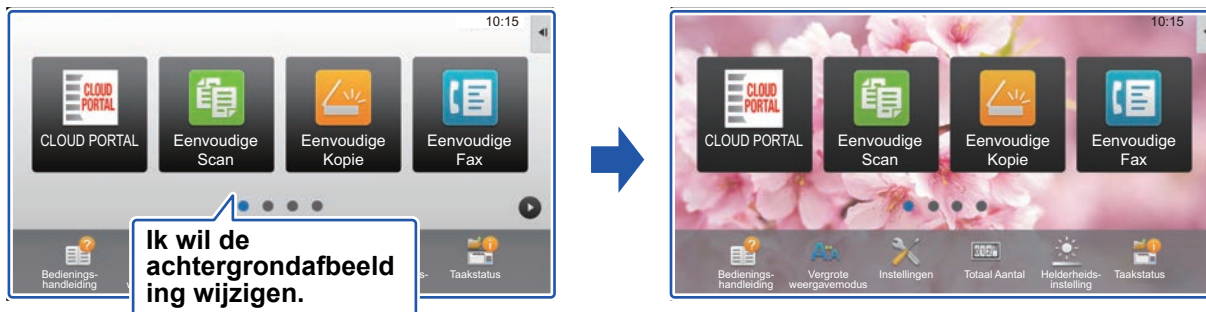 10:15
CLOUD
PORTAL
CLOUD PORTAL
Eenvoudige
Scan
Eenvoudige
Kopie
Eenvoudige
Fax
Ik wil de
achtergrondafbeeld
ing wijzigen.
Bedienings-
handleiding
w
s-
Taakstatus
10:15
CLOUD
PORTAL
CLOUD PORTAL
Eenvoudige
Scan
Eenvoudige
Kopie
Eenvoudige
Fax
Bedienings-
handleiding
Vergrote
weergavemodus
Instellingen
Totaal Aantal
Helderheids-
instelling
Taakstatus